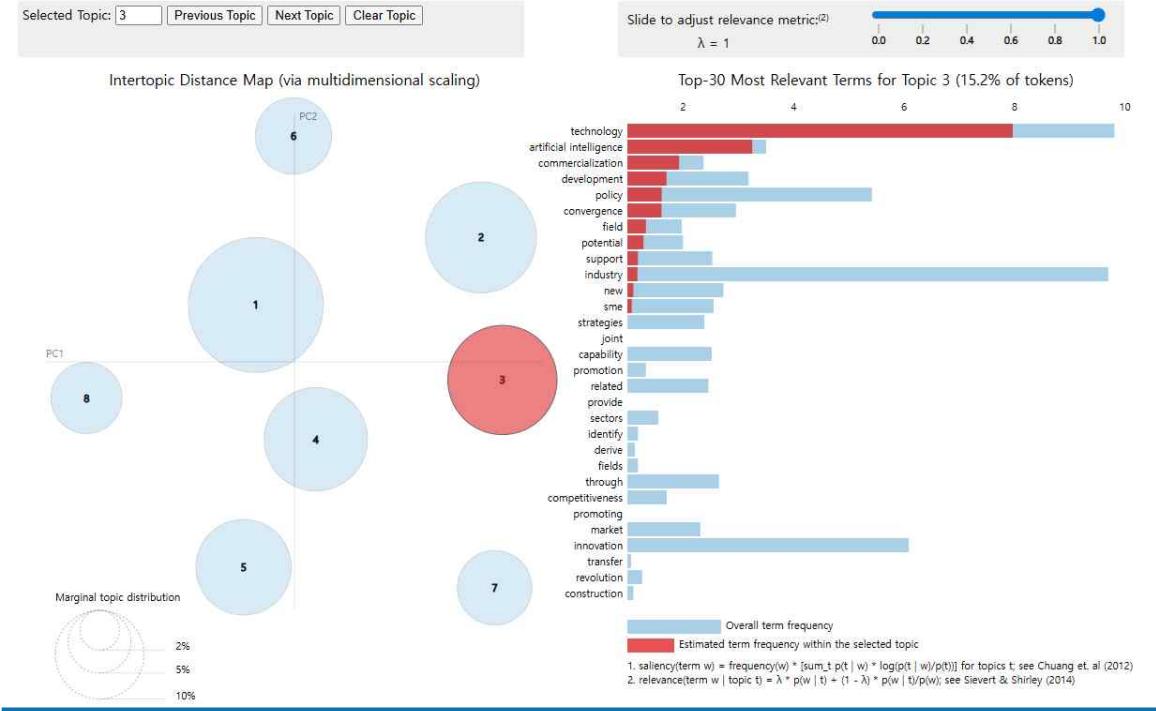 Selected Topic: 3 Previous Topic Next Topic Clear Topic
Slide to adjust relevance metric:(2)
λ = 1
0.0 0.2 0.4 0.6 0.8 1.0
Intertopic Distance Map (via multidimensional scaling)
PC2
PC1
6
2
1
3
8
4
5
7
Marginal topic distribution
2%
5%
10%
Top-30 Most Relevant Terms for Topic 3 (15.2% of tokens)
2 4 6 8 10
technology
artificial intelligence
commercialization
development
policy
convergence
field
potential
support
industry
new
sme
strategies
joint
capability
promotion
related
provide
sectors
identify
derive
fields
through
competitiveness
promoting
market
innovation
transfer
revolution
construction
Overall term frequency
Estimated term frequency within the selected topic
1. saliency(term w) = frequency(w) * [sum_t p(t | w) * log(p(t | w)/p(t))] for topics t; see Chuang et. al (2012)
2. relevance(term w | topic t) = λ * p(w | t) + (1 - λ) * p(w | t)/p(w); see Sievert & Shirley (2014)